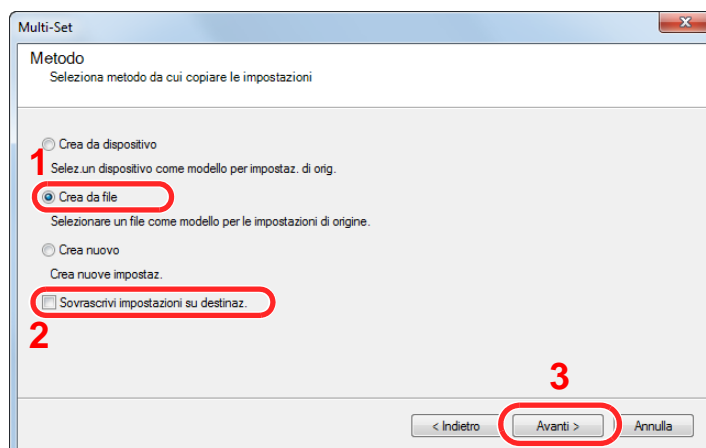 Multi-Set
Metodo
Seleziona metodo da cui copiare le impostazioni
Crea da dispositivo
1
Selez.un dispositivo come modello per impostaz. di orig.
Crea da file
Selezionare un file come modello per le impostazioni di origine.
Crea nuovo
Crea nuove impostaz.
Sovrascrivi impostazioni su destinaz.
2
3
< Indietro Avanti > Annulla